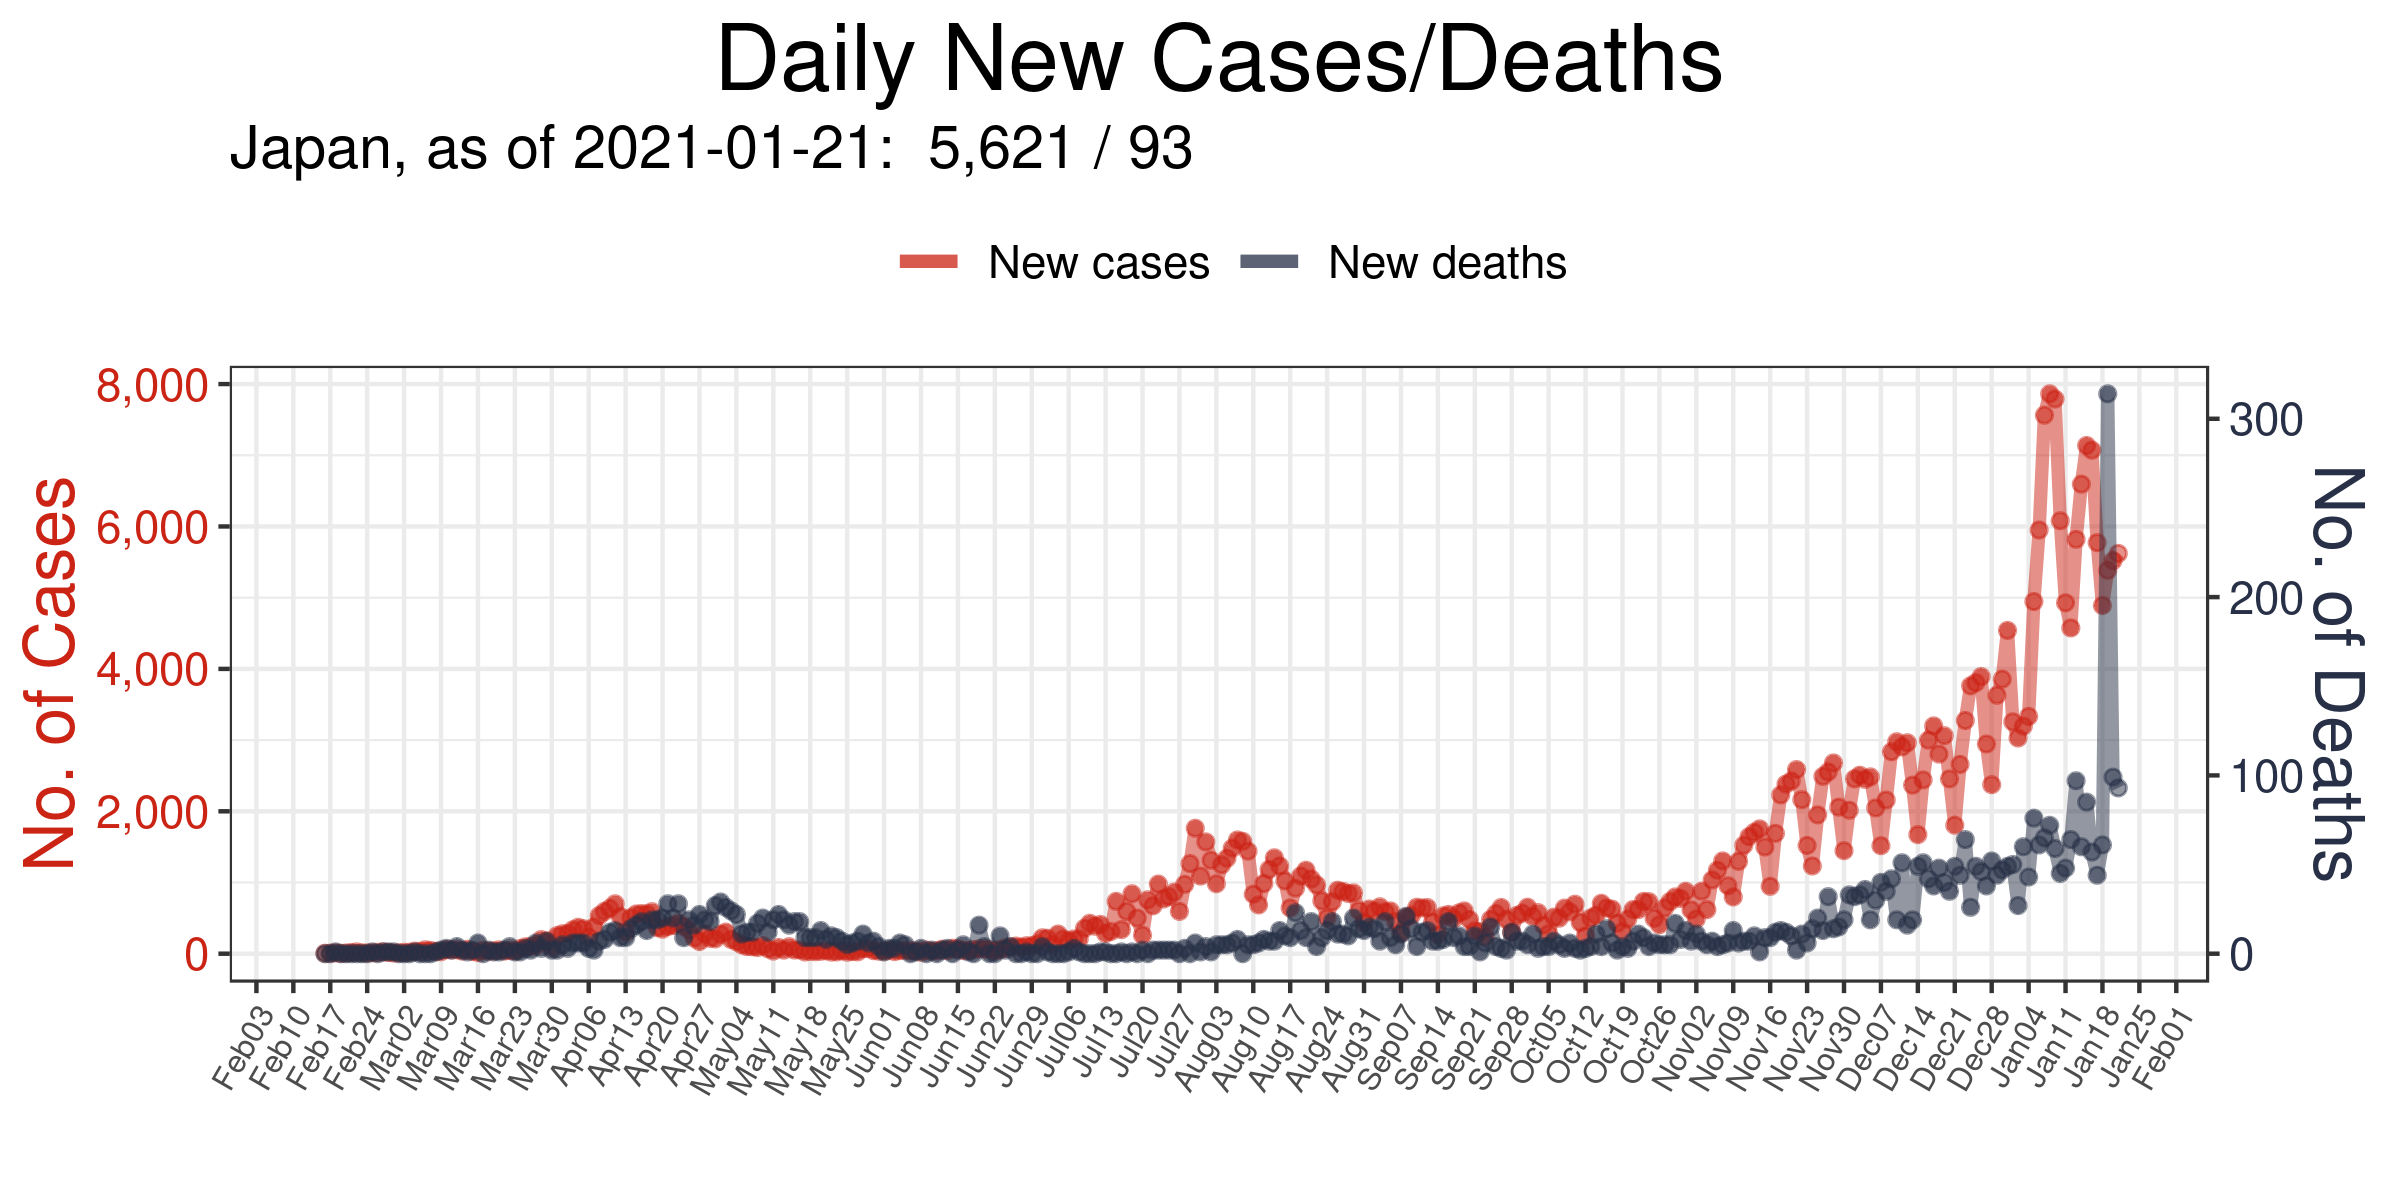 Daily New Cases/Deaths
Japan, as of 2021-01-21:  5,621 / 93
New cases
New deaths
No. of Cases
8,000
6,000
4,000
2,000
0
300
200
100
0
No. of Deaths
Feb03
Feb10
Feb17
Feb24
Mar02
Mar09
Mar16
Mar23
Mar30
Apr06
Apr13
Apr20
Apr27
May04
May11
May18
May25
Jun01
Jun08
Jun15
Jun22
Jun29
Jul06
Jul13
Jul20
Jul27
Aug03
Aug10
Aug17
Aug24
Aug31
Sep07
Sep14
Sep21
Sep28
Oct05
Oct12
Oct19
Oct26
Nov02
Nov09
Nov16
Nov23
Nov30
Dec07
Dec14
Dec21
Dec28
Jan04
Jan11
Jan18
Jan25
Feb01